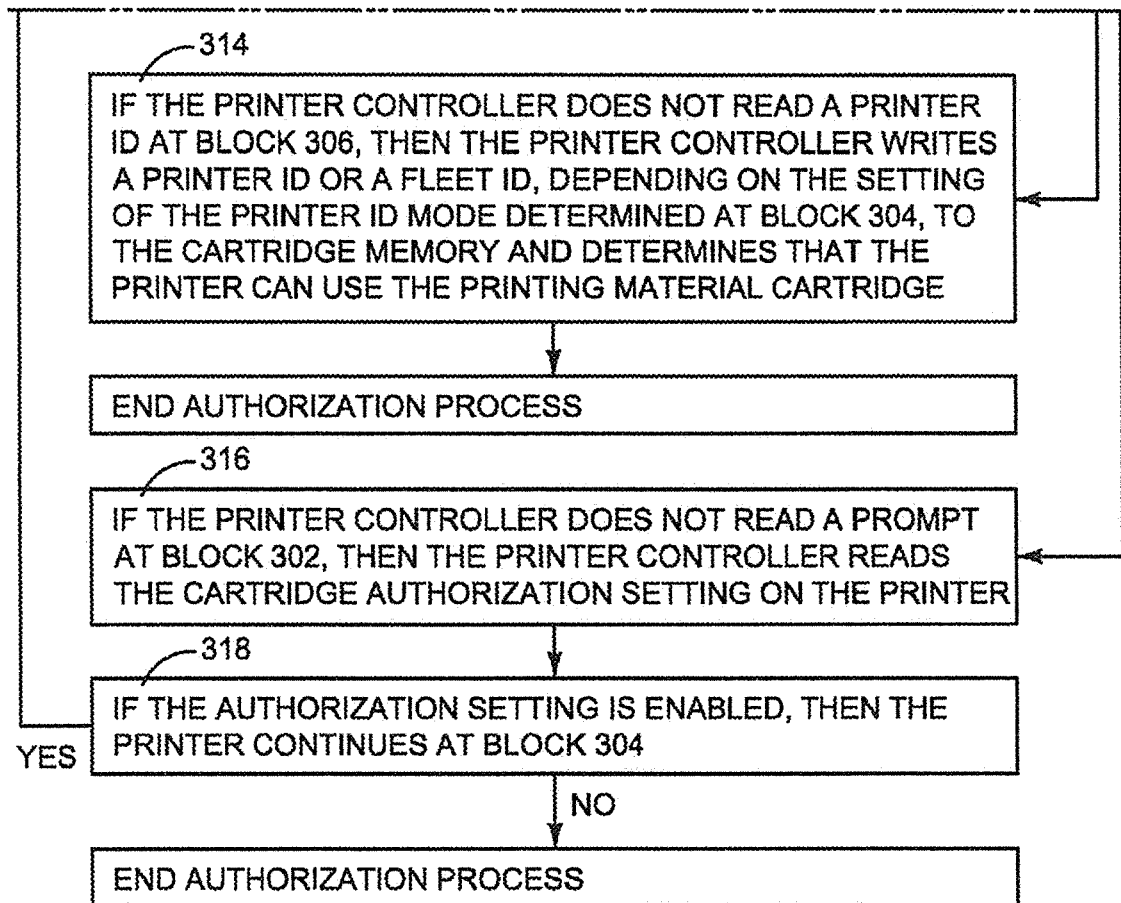 314
IF THE PRINTER CONTROLLER DOES NOT READ A PRINTER
ID AT BLOCK 306, THEN THE PRINTER CONTROLLER WRITES
A PRINTER ID OR A FLEET ID, DEPENDING ON THE SETTING
OF THE PRINTER ID MODE DETERMINED AT BLOCK 304, TO
THE CARTRIDGE MEMORY AND DETERMINES THAT THE
PRINTER CAN USE THE PRINTING MATERIAL CARTRIDGE
END AUTHORIZATION PROCESS
316
IF THE PRINTER CONTROLLER DOES NOT READ A PROMPT
AT BLOCK 302, THEN THE PRINTER CONTROLLER READS
THE CARTRIDGE AUTHORIZATION SETTING ON THE PRINTER
318
IF THE AUTHORIZATION SETTING IS ENABLED, THEN THE
PRINTER CONTINUES AT BLOCK 304
YES
NO
END AUTHORIZATION PROCESS